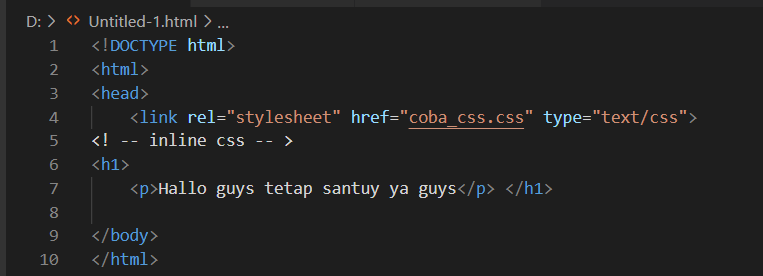 D: > <> Untitled-1.html > ...
1 <!DOCTYPE html>
2 <html>
3 <head>
4 <link rel="stylesheet" href="coba_css.css" type="text/css">
5 <! -- inline css -- >
6 <h1>
7 <p>Hallo guys tetap santuy ya guys</p> </h1>
8
9 </body>
10 </html>